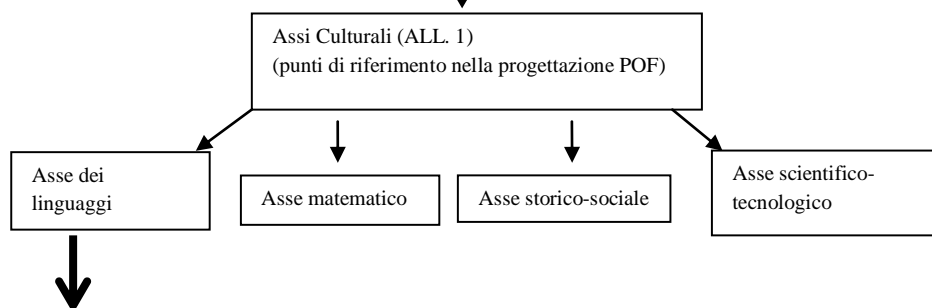 Assi Culturali (ALL. 1)
(punti di riferimento nella progettazione POF)
Asse dei
linguaggi
Asse matematico
Asse storico-sociale
Asse scientifico-
tecnologico